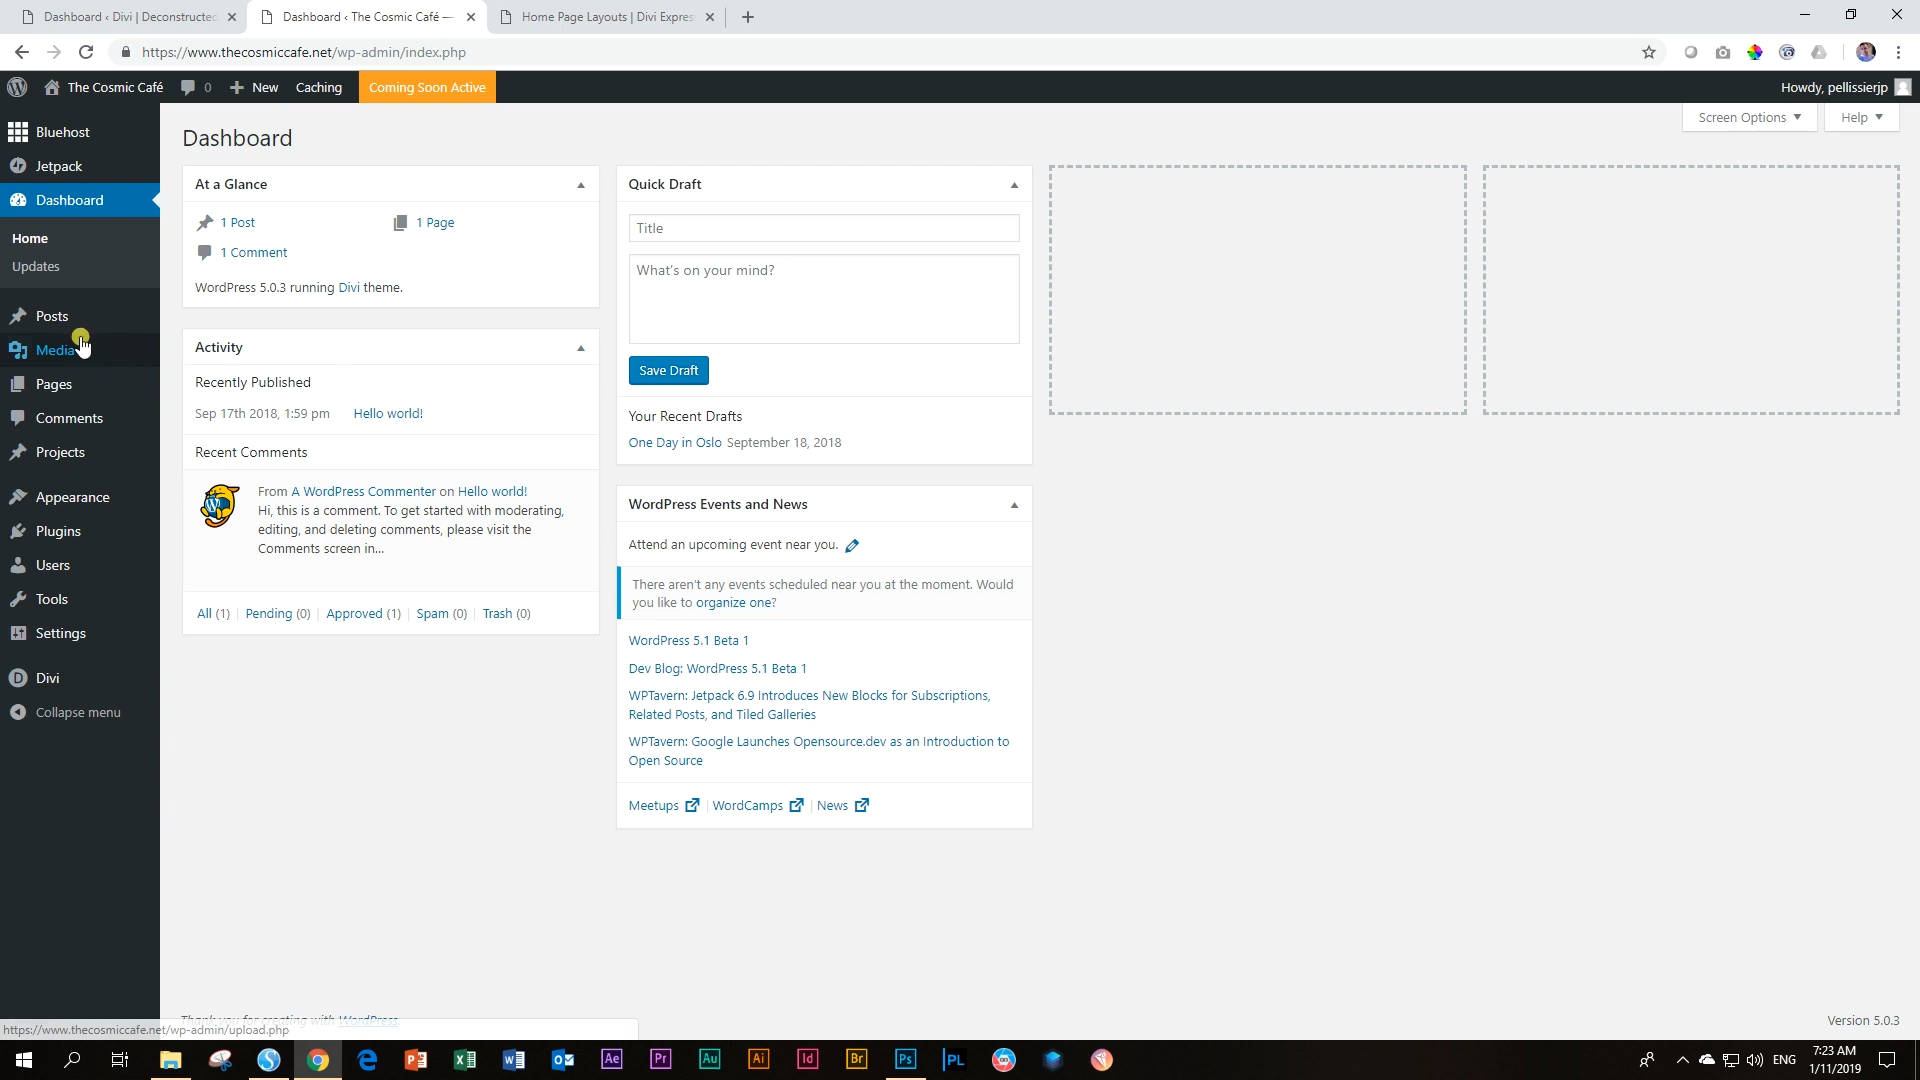 Dashboard ‹ Divi | Deconstructed
Dashboard ‹ The Cosmic Café —
Home Page Layouts | Divi Expres
https://www.thecosmiccafe.net/wp-admin/index.php
The Cosmic Café
0
New
Caching
Coming Soon Active
Howdy, pellissierjp
Bluehost
Jetpack
Dashboard
Home
Updates
Posts
Media
Pages
Comments
Projects
Appearance
Plugins
Users
Tools
Settings
Divi
Collapse menu
Dashboard
Screen Options
Help
At a Glance
1 Post
1 Page
1 Comment
WordPress 5.0.3 running Divi theme.
Activity
Recently Published
Sep 17th 2018, 1:59 pm Hello world!
Recent Comments
From A WordPress Commenter on Hello world!
Hi, this is a comment. To get started with moderating,
editing, and deleting comments, please visit the
Comments screen in...
All (1) | Pending (0) | Approved (1) | Spam (0) | Trash (0)
Quick Draft
Title
What's on your mind?
Save Draft
Your Recent Drafts
One Day in Oslo September 18, 2018
WordPress Events and News
Attend an upcoming event near you.
There aren't any events scheduled near you at the moment. Would
you like to organize one?
WordPress 5.1 Beta 1
Dev Blog: WordPress 5.1 Beta 1
WPTavern: Jetpack 6.9 Introduces New Blocks for Subscriptions,
Related Posts, and Tiled Galleries
WPTavern: Google Launches Opensource.dev as an Introduction to
Open Source
Meetups | WordCamps | News
Thank you for creating with WordPress.
Version 5.0.3
https://www.thecosmiccafe.net/wp-admin/upload.php
Ae
Pr
Au
Ai
Id
Br
Ps
PL
ENG
7:23 AM
1/11/2019